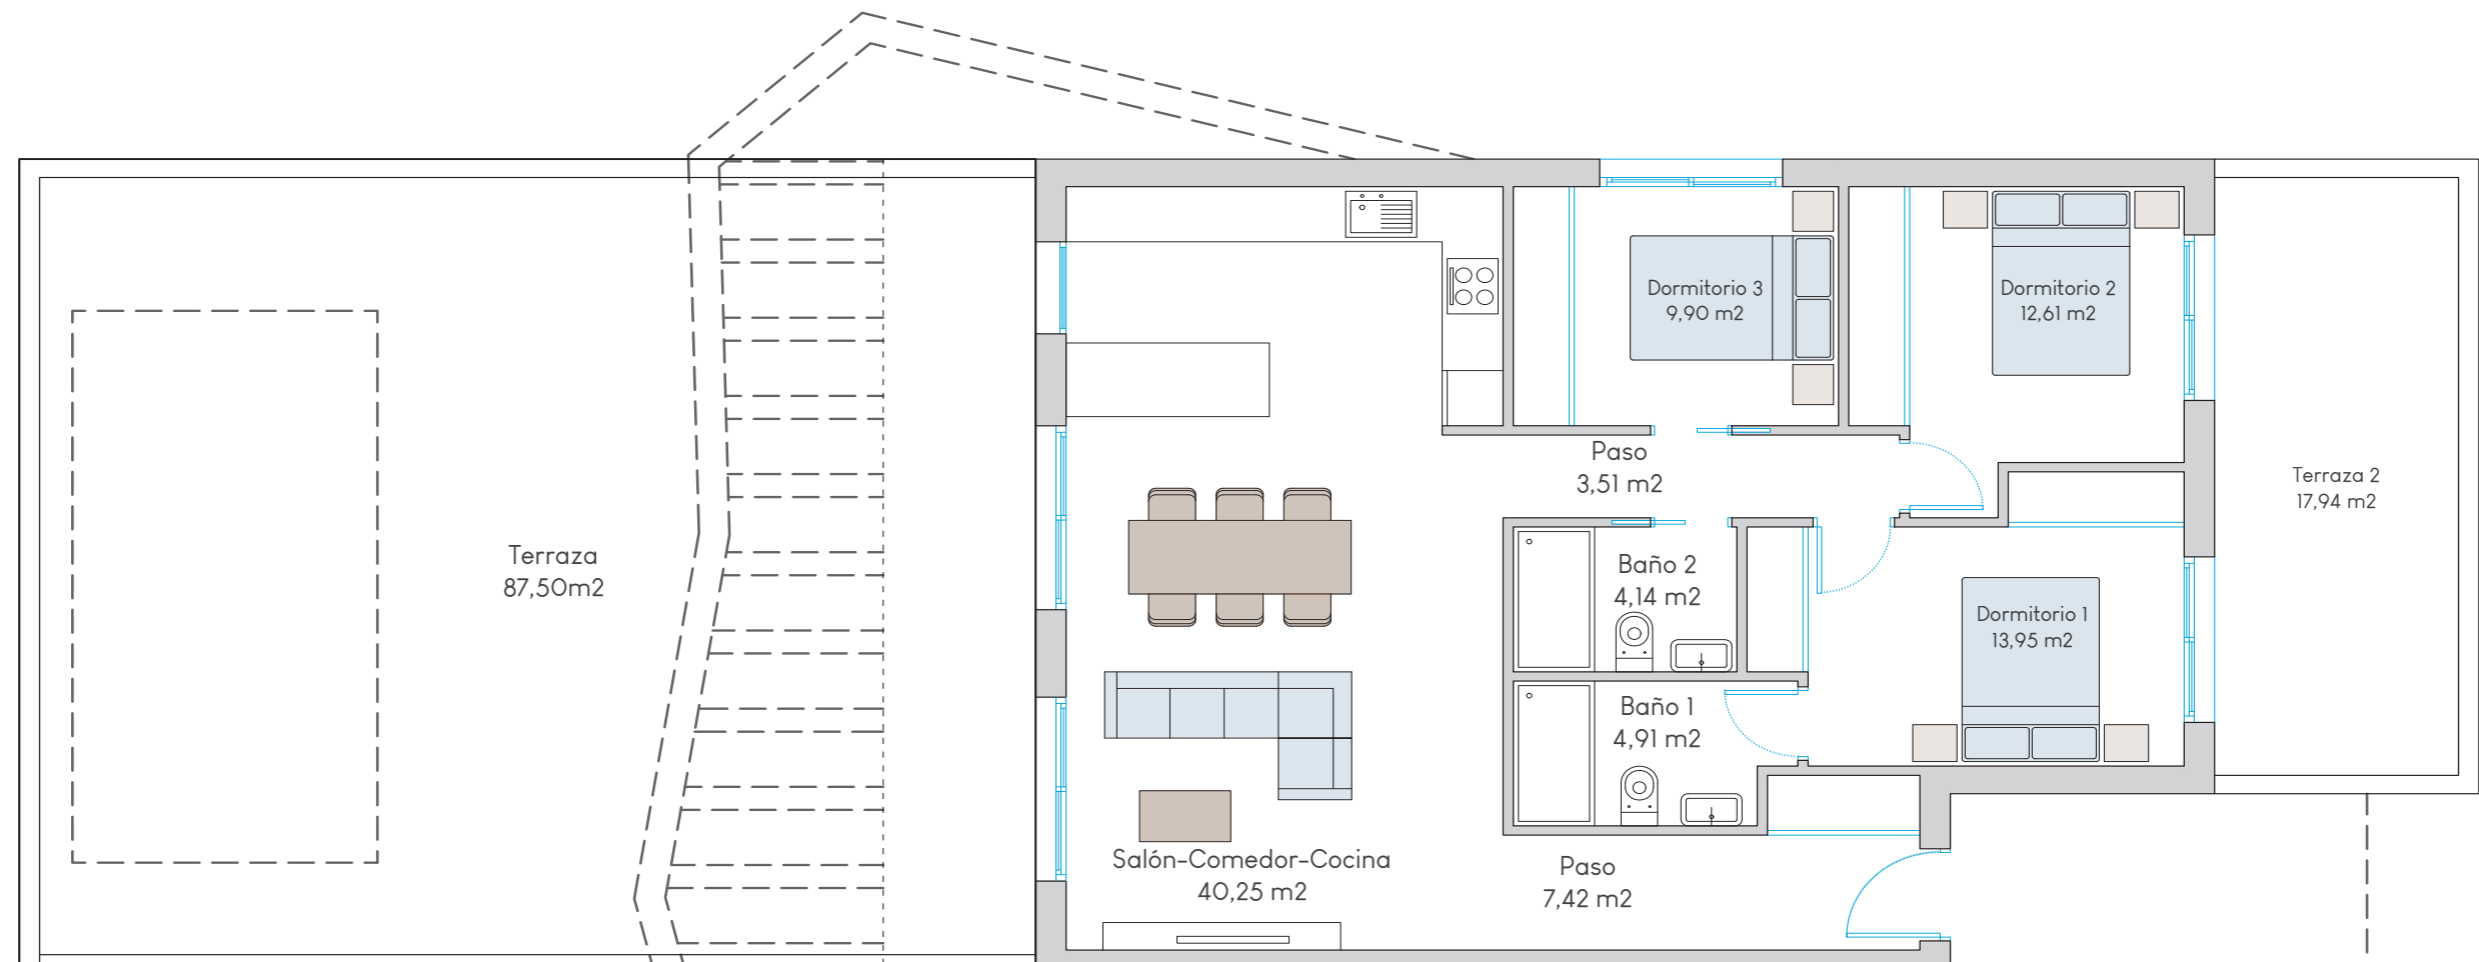 Dormitorio 3
9,90 m2
Dormitorio 2
12,61 m2
Paso
3,51 m2
Terraza 2
17,94 m2
Terraza
87,50m2
Baño 2
4,14 m2
Dormitorio 1
13,95 m2
Baño 1
4,91 m2
Salón-Comedor-Cocina
40,25 m2
Paso
7,42 m2